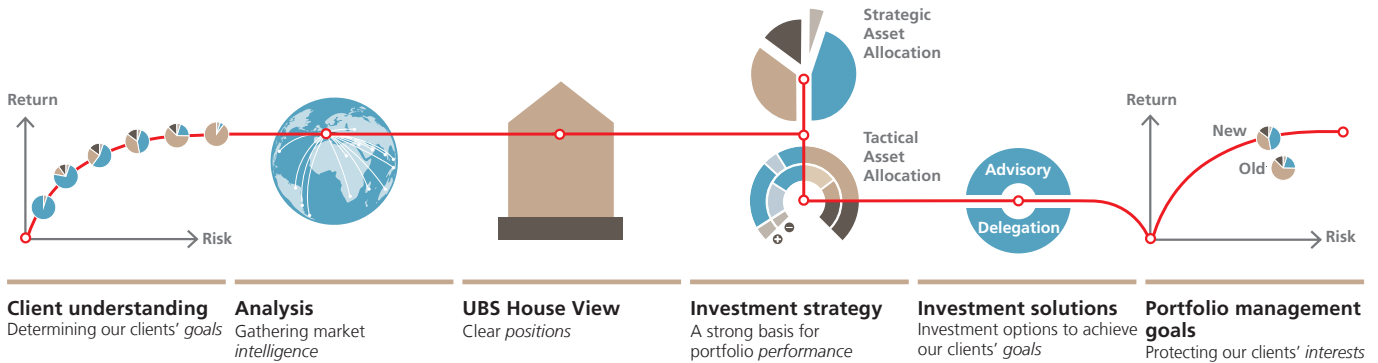 Strategic
Asset
Allocation
Return
Risk
Tactical
Asset
Allocation
Advisory
Delegation
Return
New
Old
Risk
Client understanding
Determining our clients' goals
Analysis
Gathering market
intelligence
UBS House View
Clear positions
Investment strategy
A strong basis for
portfolio performance
Investment solutions
Investment options to achieve
our clients' goals
Portfolio management
goals
Protecting our clients' interests